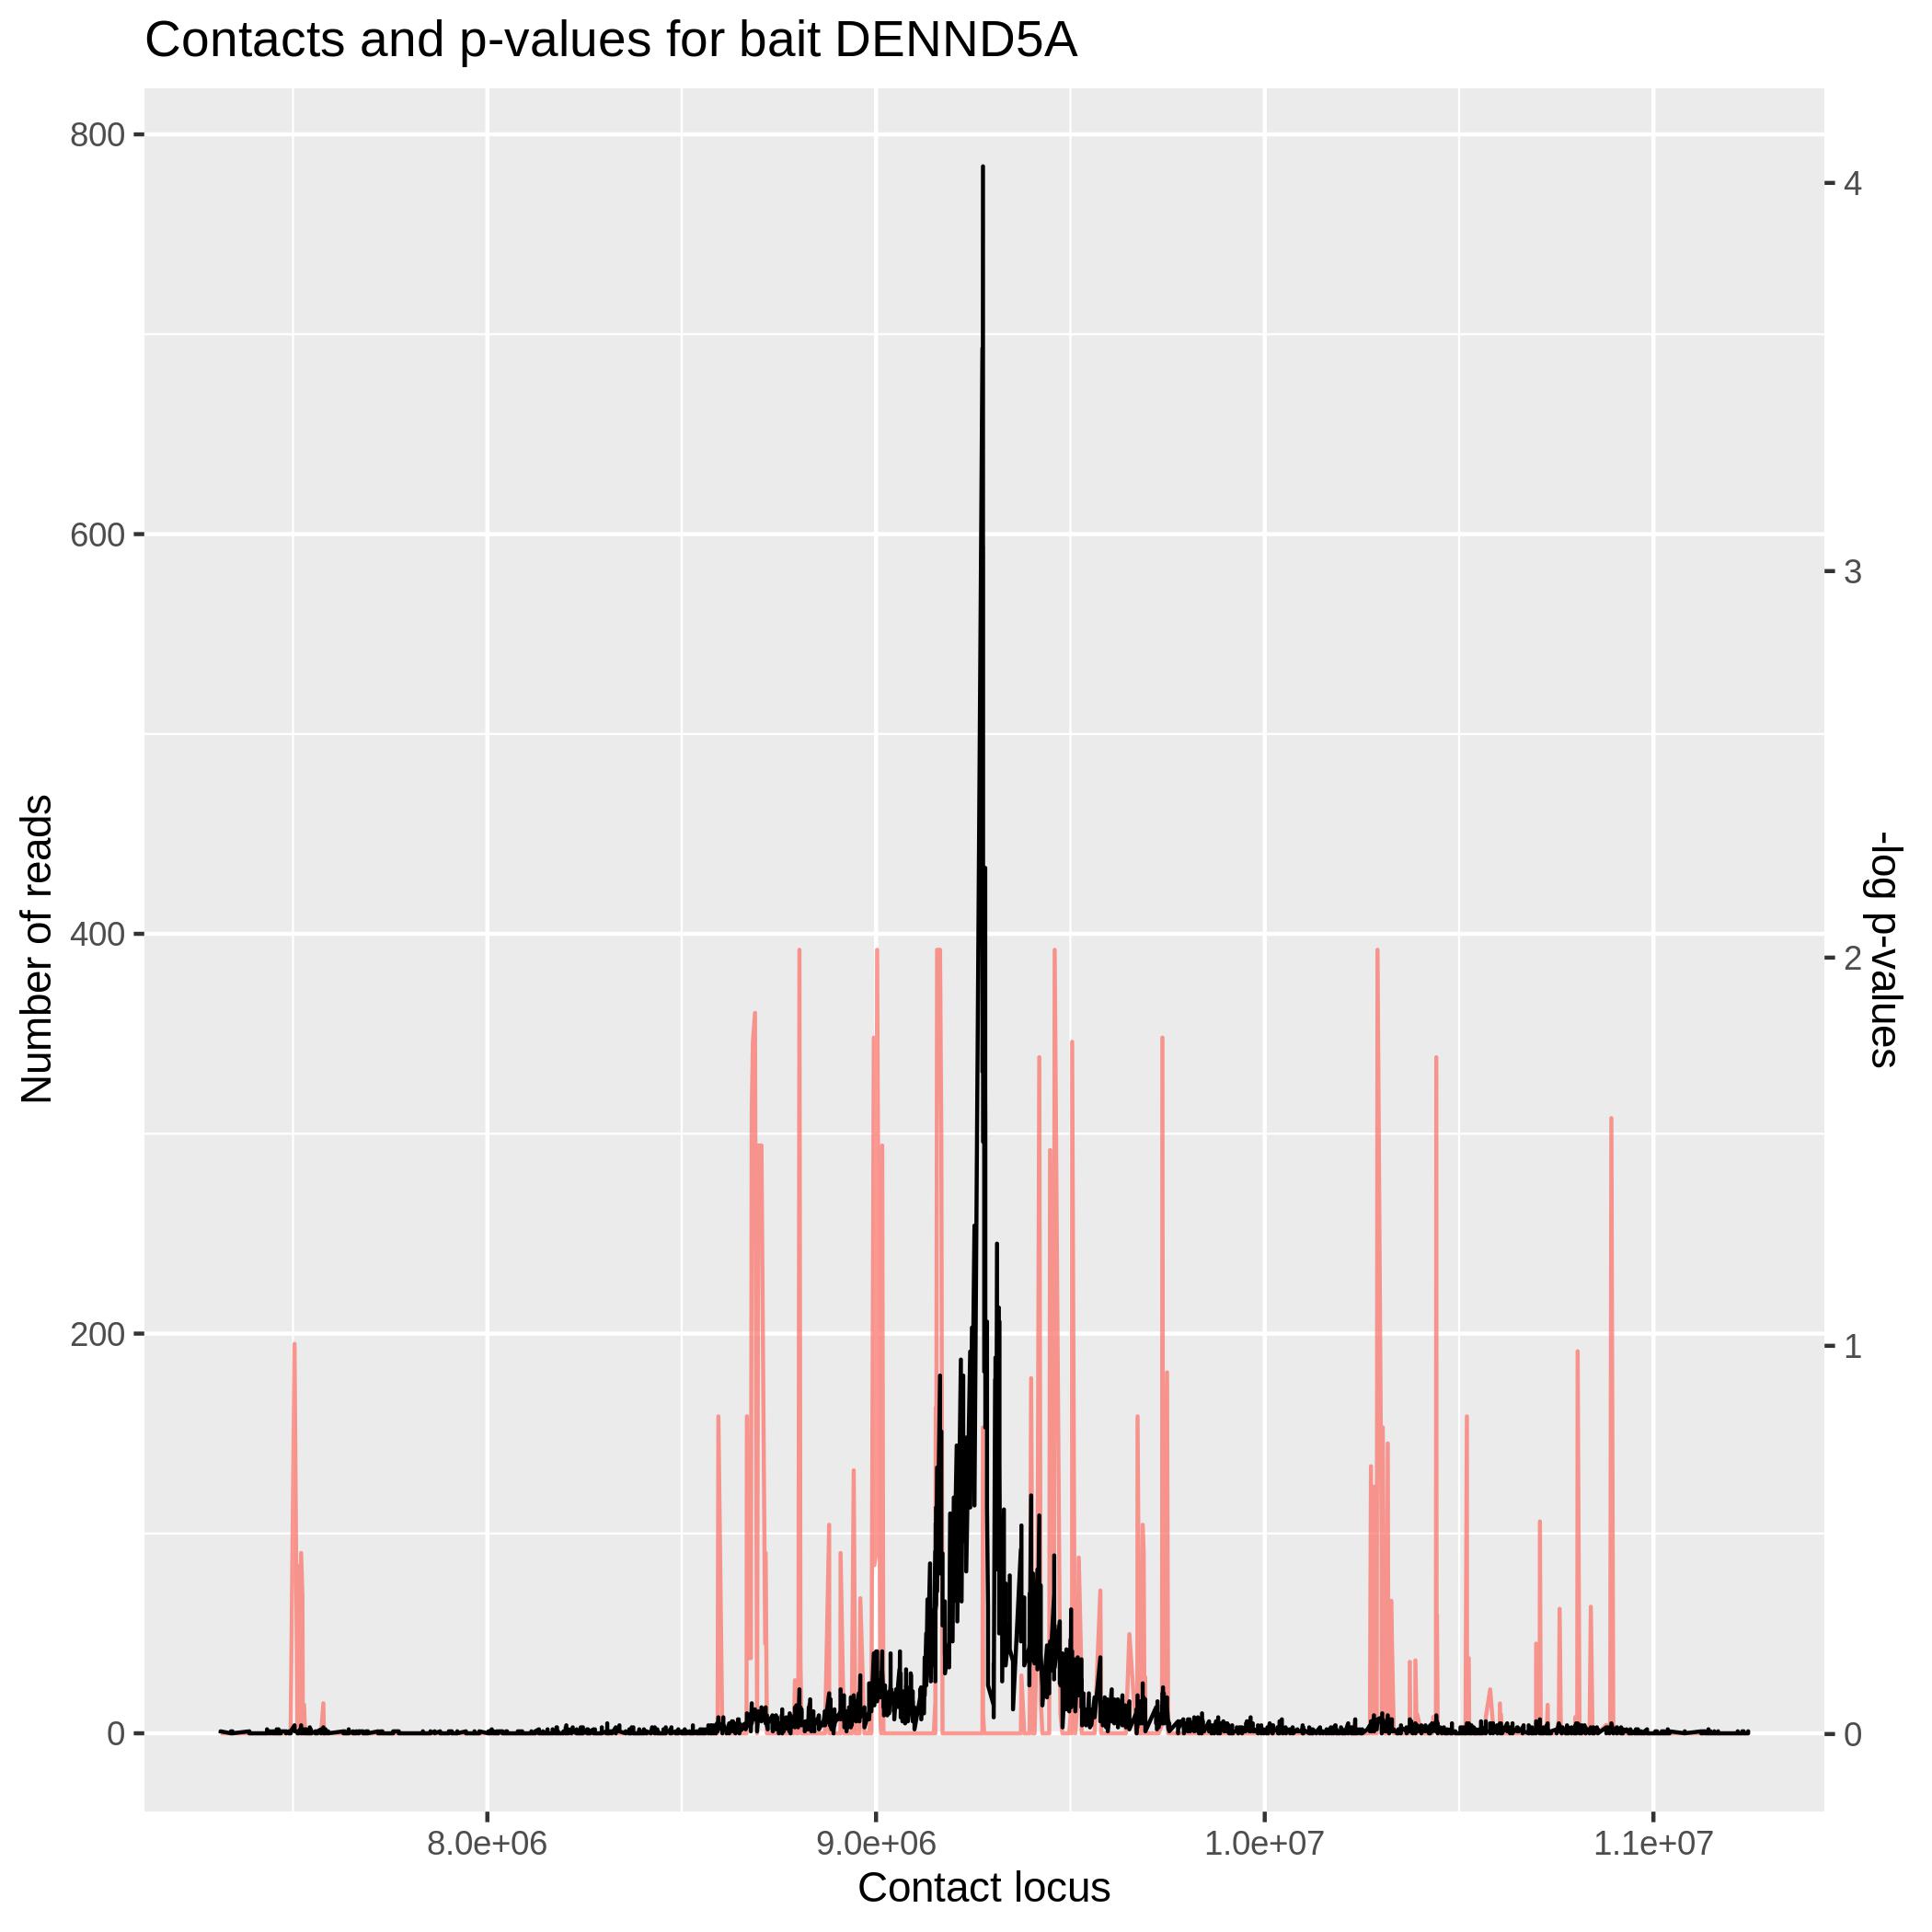 Contacts and p-values for bait DENND5A
800
600
400
200
0
Number of reads
4
3
2
1
0
-log p-values
8.0e+06
9.0e+06
1.0e+07
1.1e+07
Contact locus